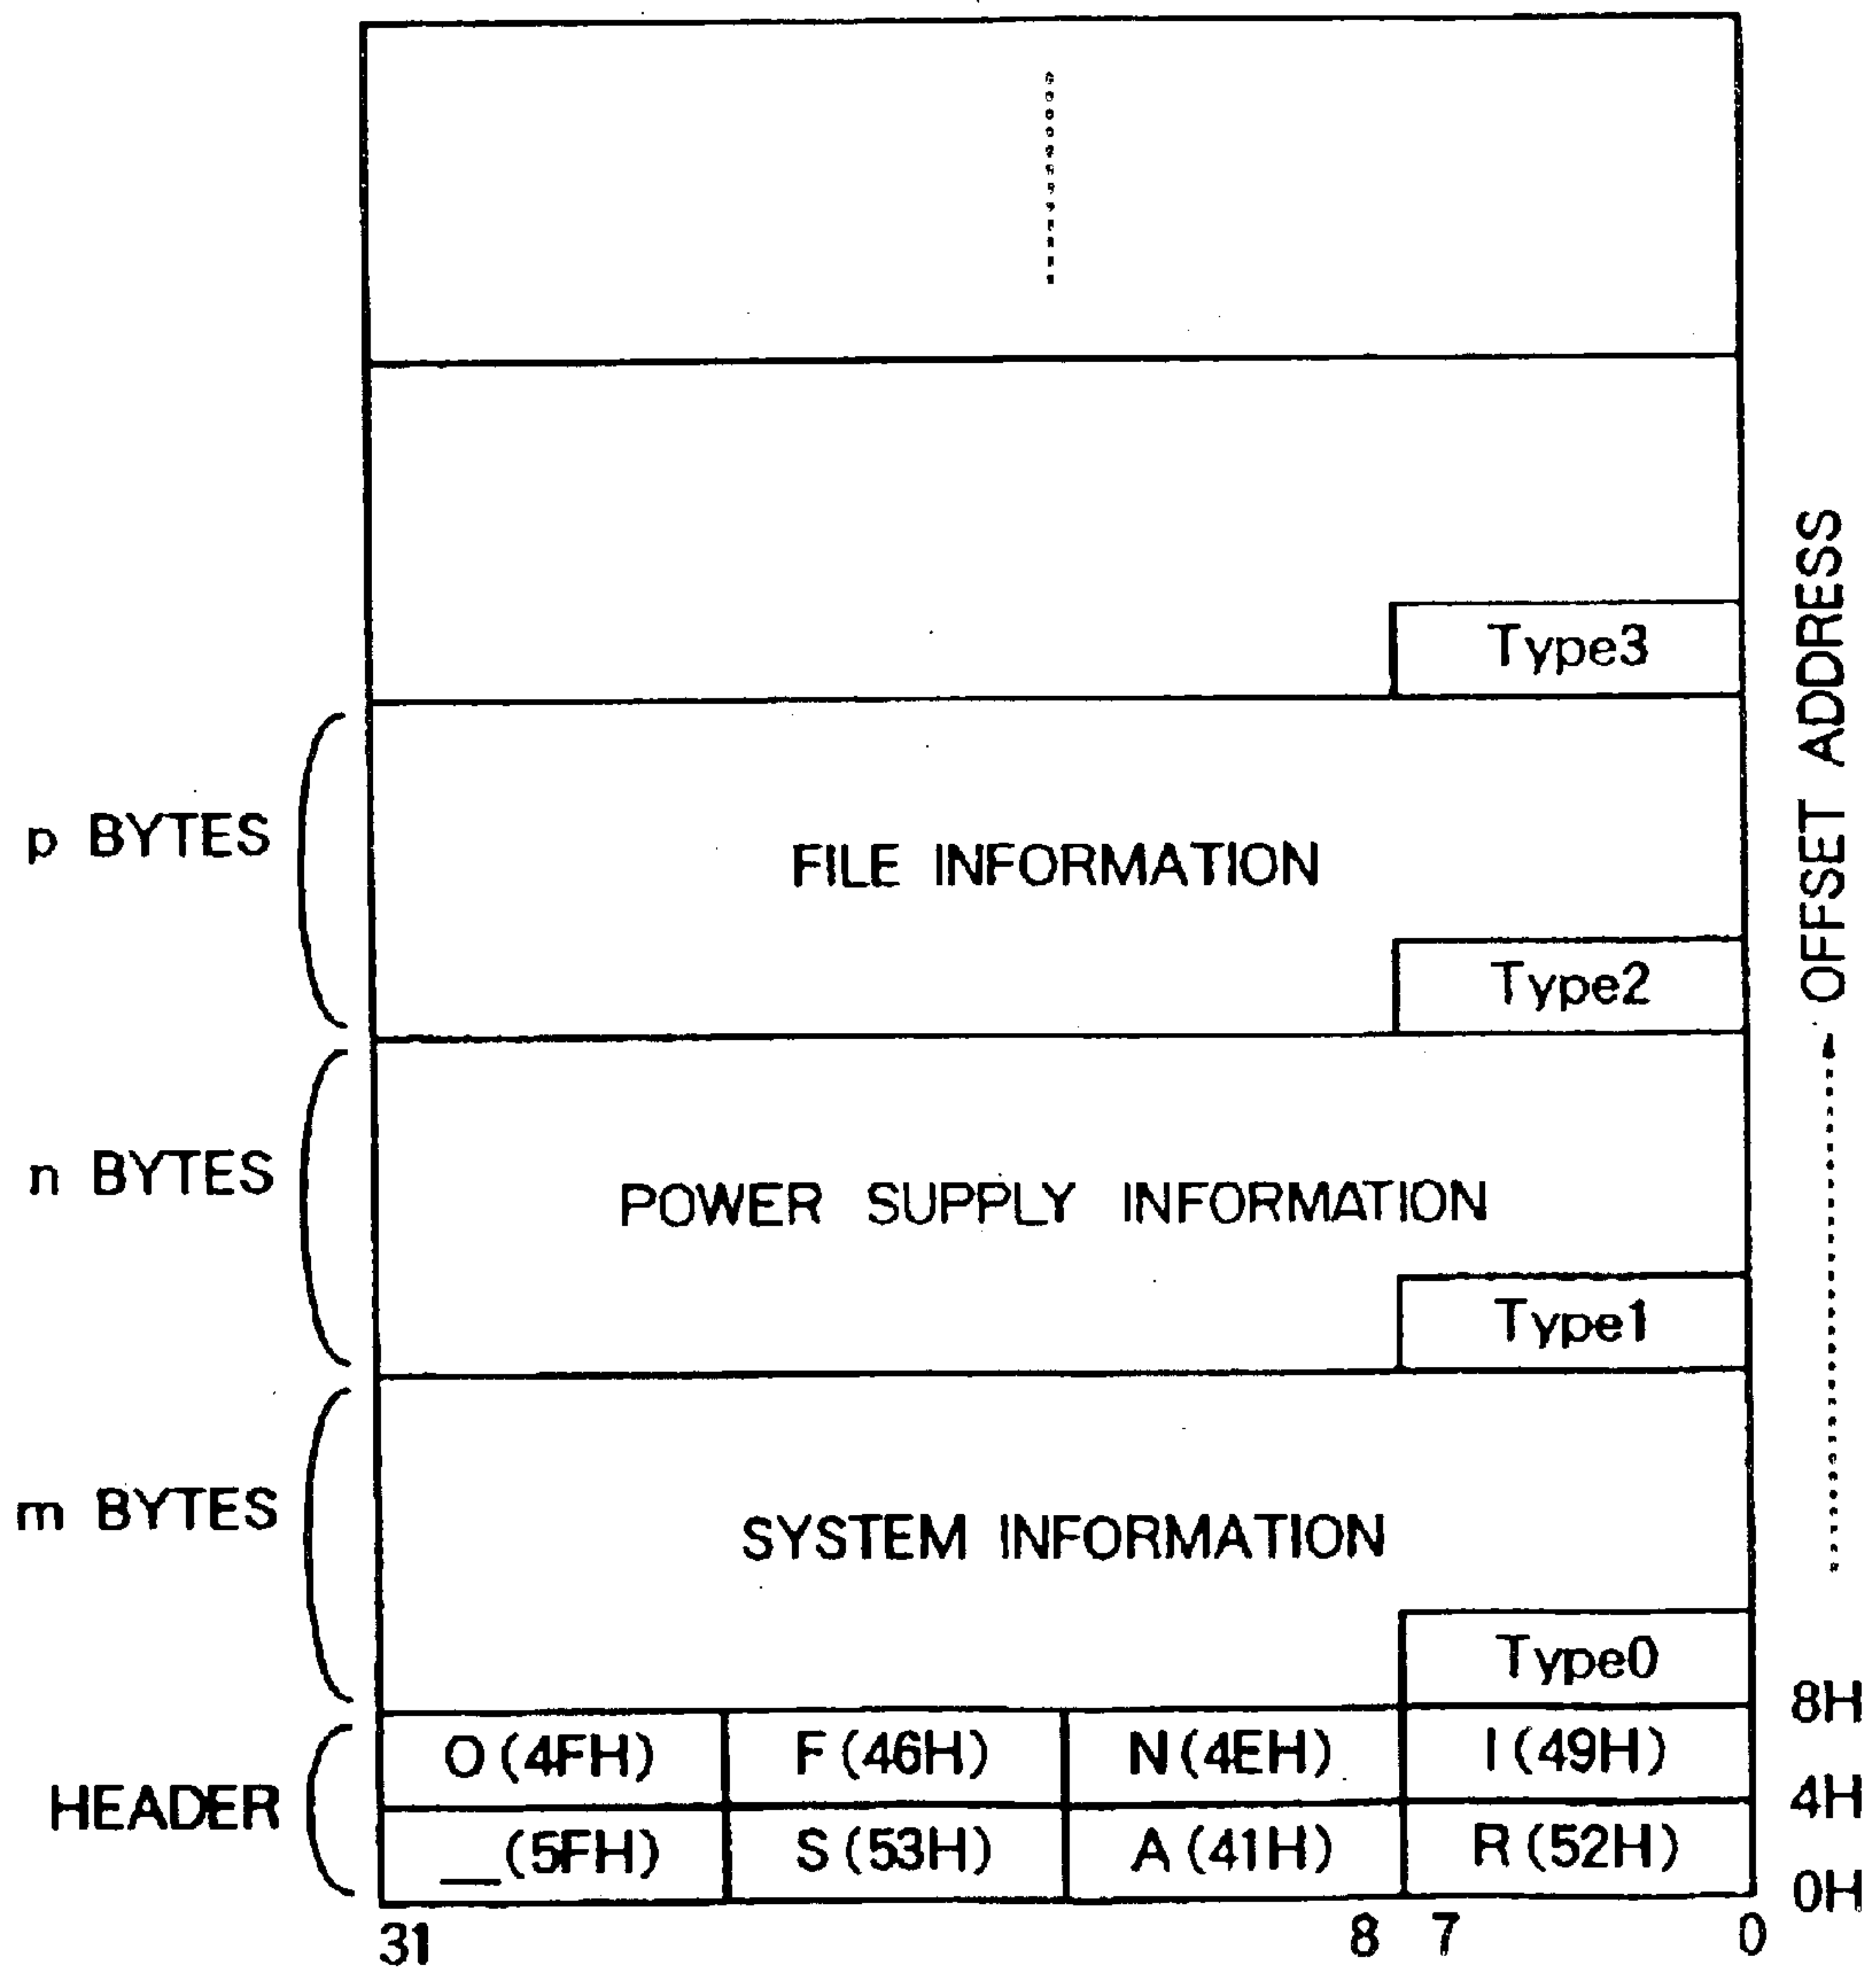 Type3
OFFSET ADDRESS
p BYTES
FILE INFORMATION
Type2
n BYTES
POWER SUPPLY INFORMATION
Type1
m BYTES
SYSTEM INFORMATION
Type0
8H
HEADER
O(4FH) F(46H) N(4EH) I(49H)
4H
_(5FH) S(53H) A(41H) R(52H)
0H
31 8 7 0